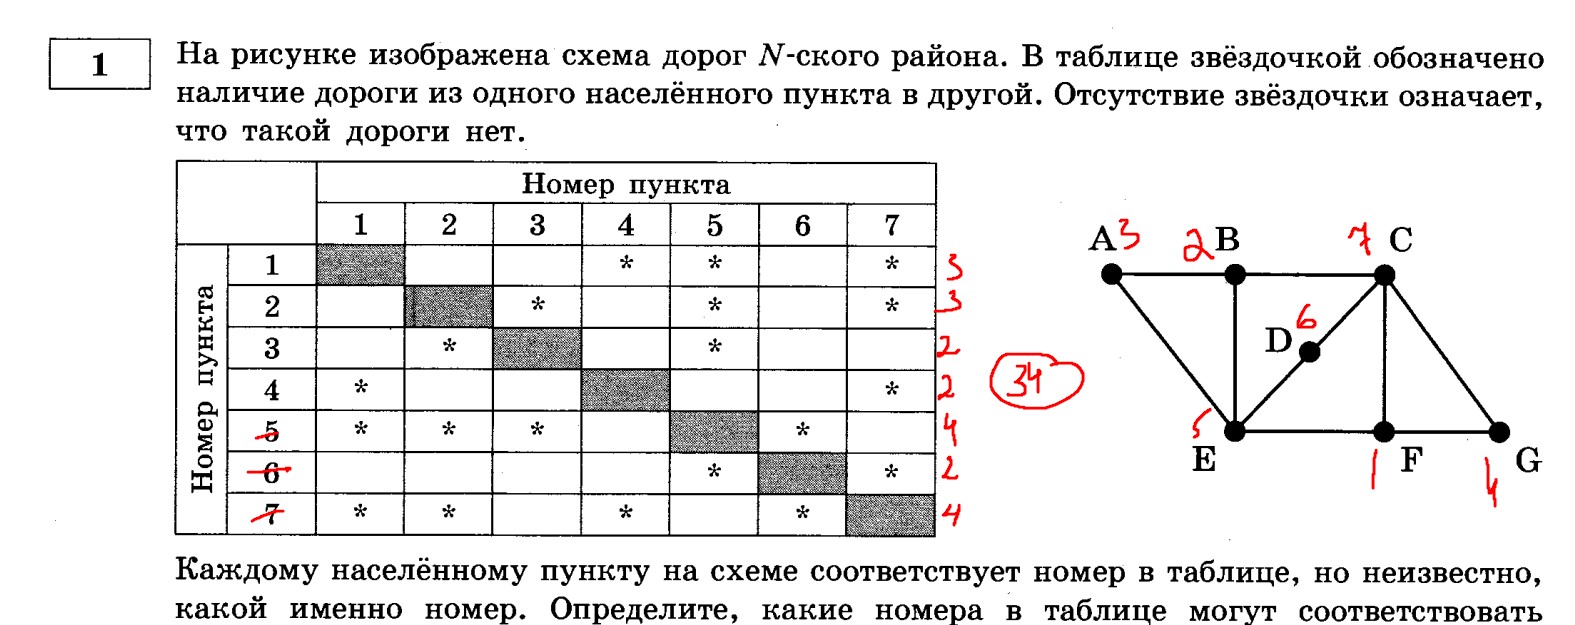 1
На рисунке изображена схема дорог N-ского района. В таблице звёздочкой обозначено
наличие дороги из одного населённого пункта в другой. Отсутствие звёздочки означает,
что такой дороги нет.
Номер пункта
1 2 3 4 5 6 7
Номер пункта
1 * * * 3
2 * * * 3
3 * * 2
4 * * 2
5 * * * * 4
6 * * 2
7 * * * * 4
34
A 3 2 B 7 C
D 6
5 E 1 F 4 G
Каждому населённому пункту на схеме соответствует номер в таблице, но неизвестно,
какой именно номер. Определите, какие номера в таблице могут соответствовать